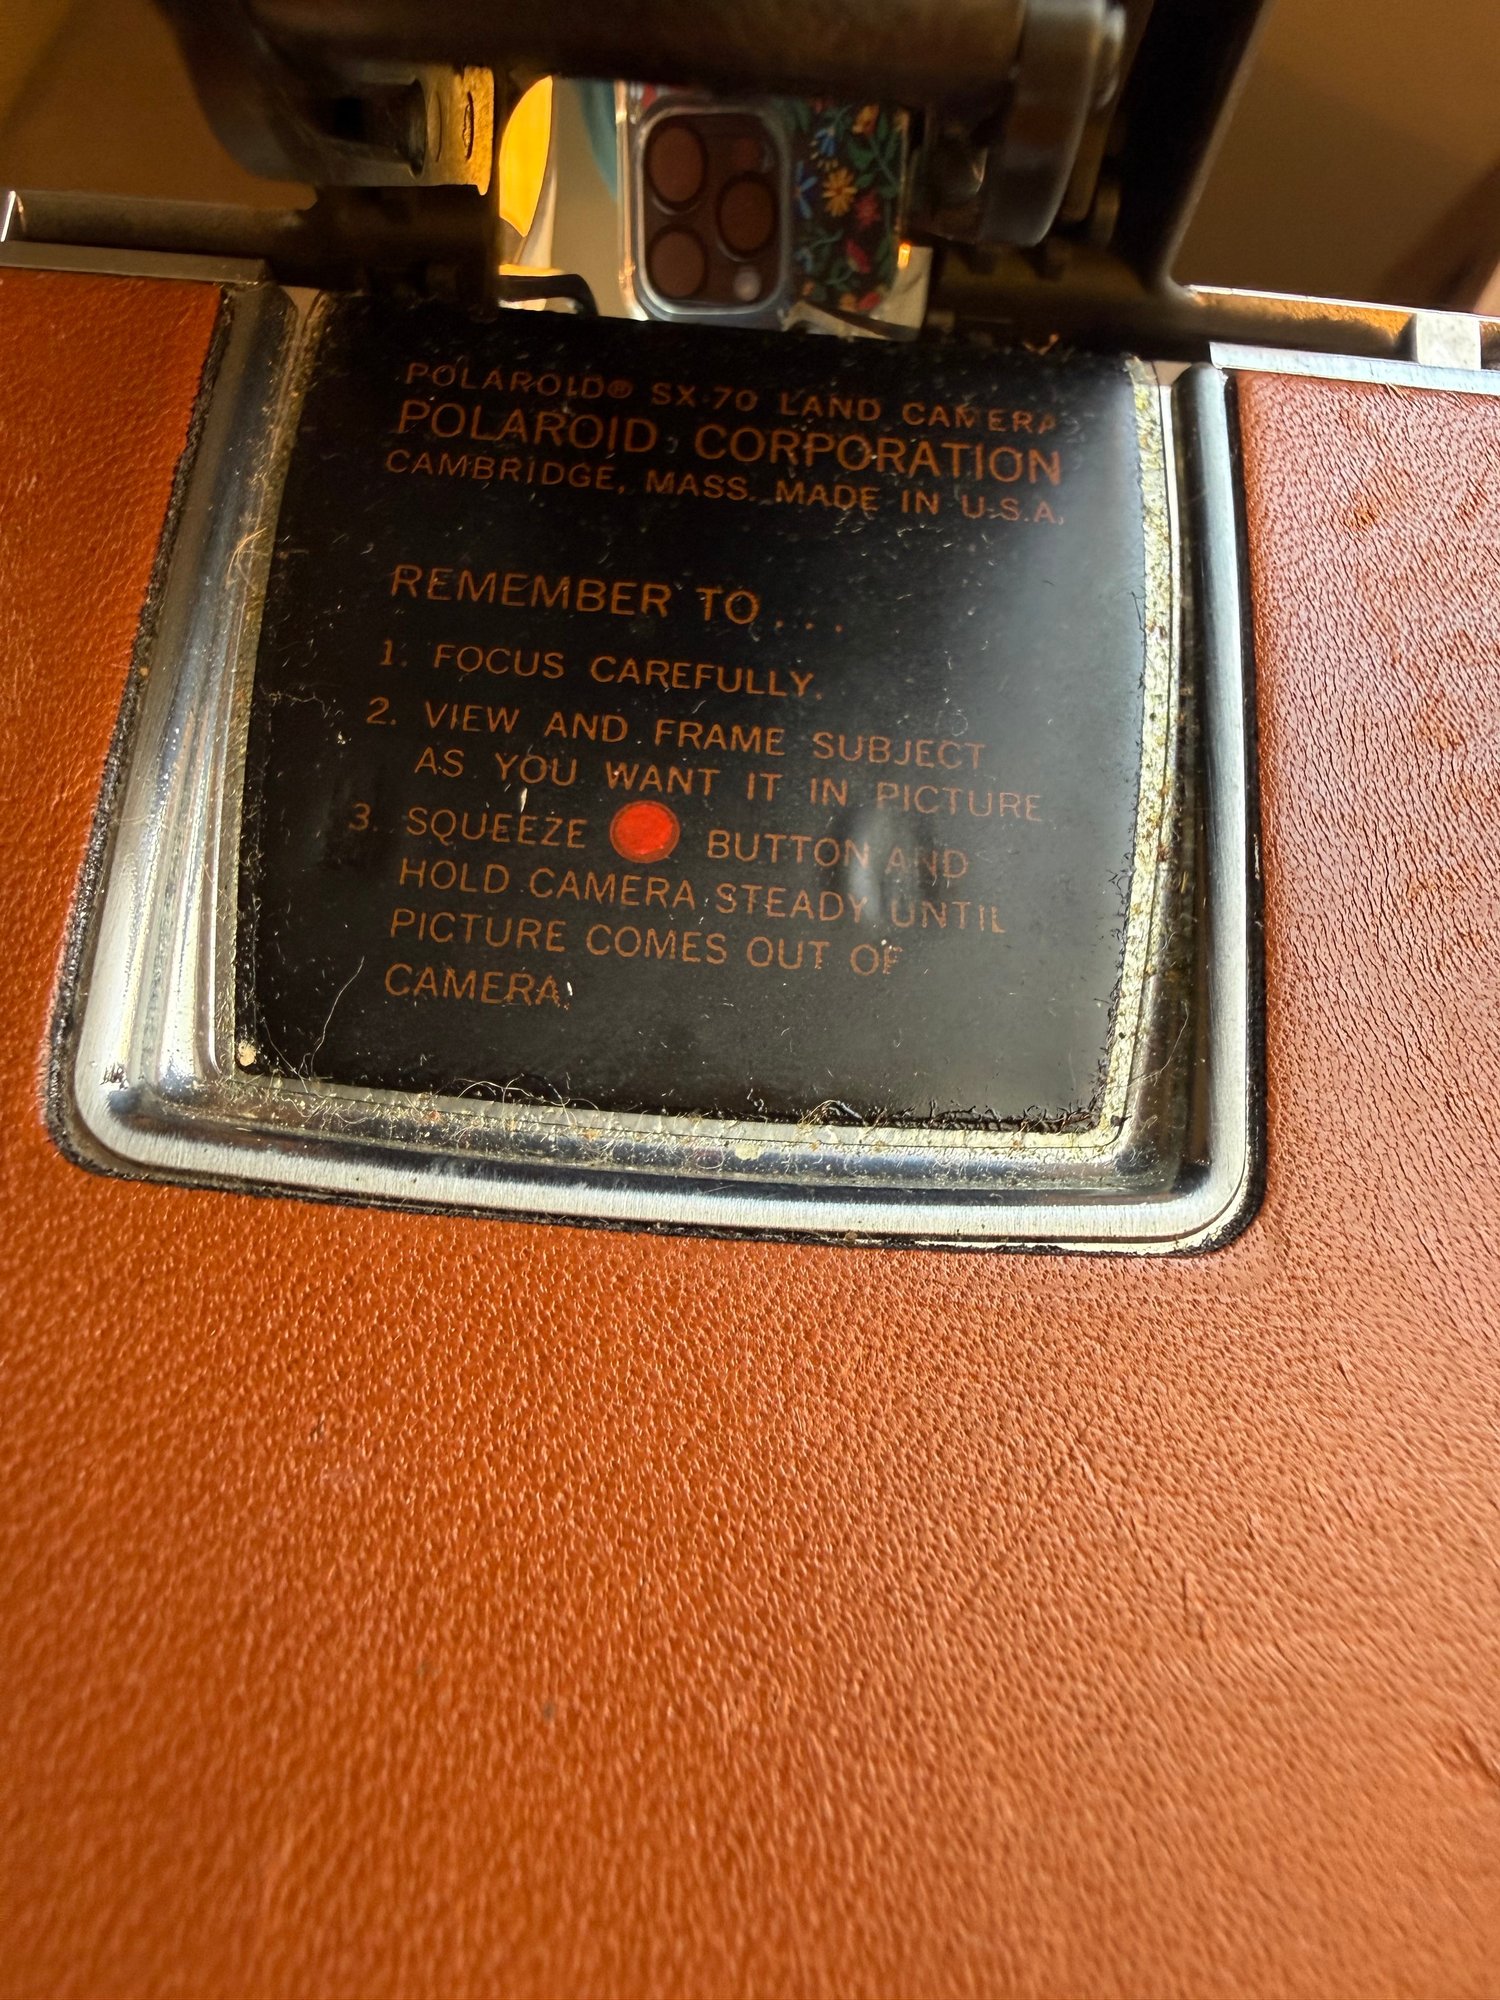 POLAROID® SX-70 LAND CAMERA
POLAROID CORPORATION
CAMBRIDGE, MASS. MADE IN U.S.A.
REMEMBER TO . . .
1. FOCUS CAREFULLY.
2. VIEW AND FRAME SUBJECT
AS YOU WANT IT IN PICTURE
3. SQUEEZE BUTTON AND
HOLD CAMERA STEADY UNTIL
PICTURE COMES OUT OF
CAMERA.